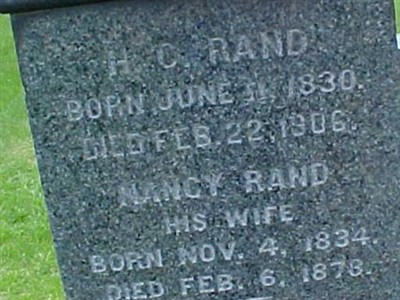 H. C. RAND
BORN JUNE 1830.
DIED FEB. 22, 1906.
NANCY RAND
HIS WIFE
BORN NOV. 4, 1834.
DIED FEB. 6, 1878.